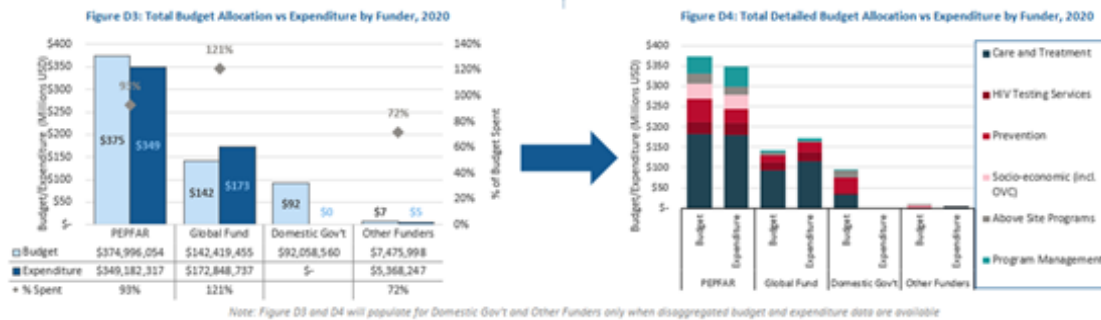 Figure D3: Total Budget Allocation vs Expenditure by Funder, 2020
Budget/Expenditure (Millions USD)
$400
$350
$300
$250
$200
$150
$100
$50
$-
$375
$349
93%
$142
$173
121%
$92
$0
$7
$5
72%
140%
120%
100%
80%
60%
40%
20%
0%
% of Budget Spent
PEPFAR Global Fund Domestic Gov't Other Funders
Budget $374,996,054 $142,419,455 $92,058,560 $7,475,998
Expenditure $349,182,317 $172,848,737 $- $5,368,247
% Spent 93% 121% 72%
Figure D4: Total Detailed Budget Allocation vs Expenditure by Funder, 2020
Budget/Expenditure (Millions USD)
$400
$350
$300
$250
$200
$150
$100
$50
$-
Budget Expenditure Budget Expenditure Budget Expenditure Budget Expenditure
PEPFAR Global Fund Domestic Gov't Other Funders
Care and Treatment
HIV Testing Services
Prevention
Socio-economic (incl.
OVC)
Above Site Programs
Program Management
Note: Figure D3 and D4 will populate for Domestic Gov't and Other Funders only when disaggregated budget and expenditure data are available